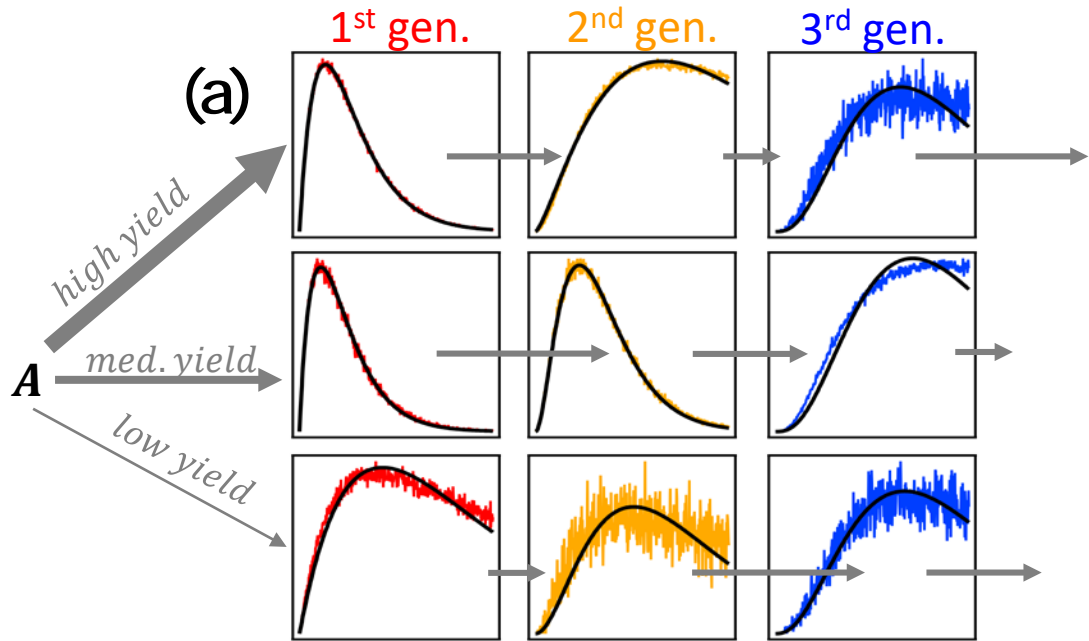 1st gen. 2nd gen. 3rd gen.
(a)
high yield
A
med. yield
low yield